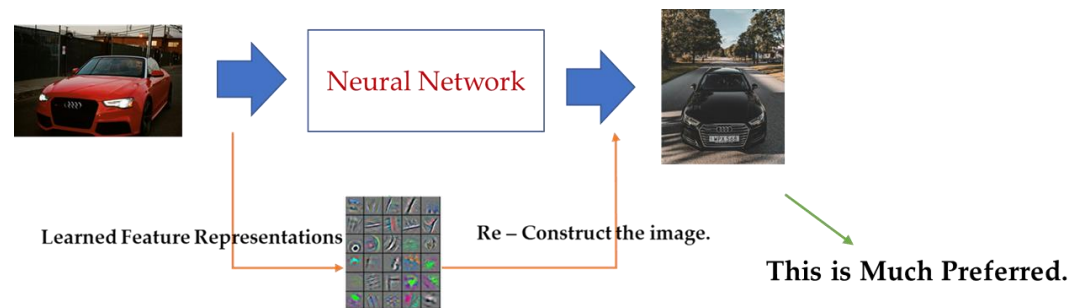 Neural Network
Learned Feature Representations
Re – Construct the image.
This is Much Preferred.